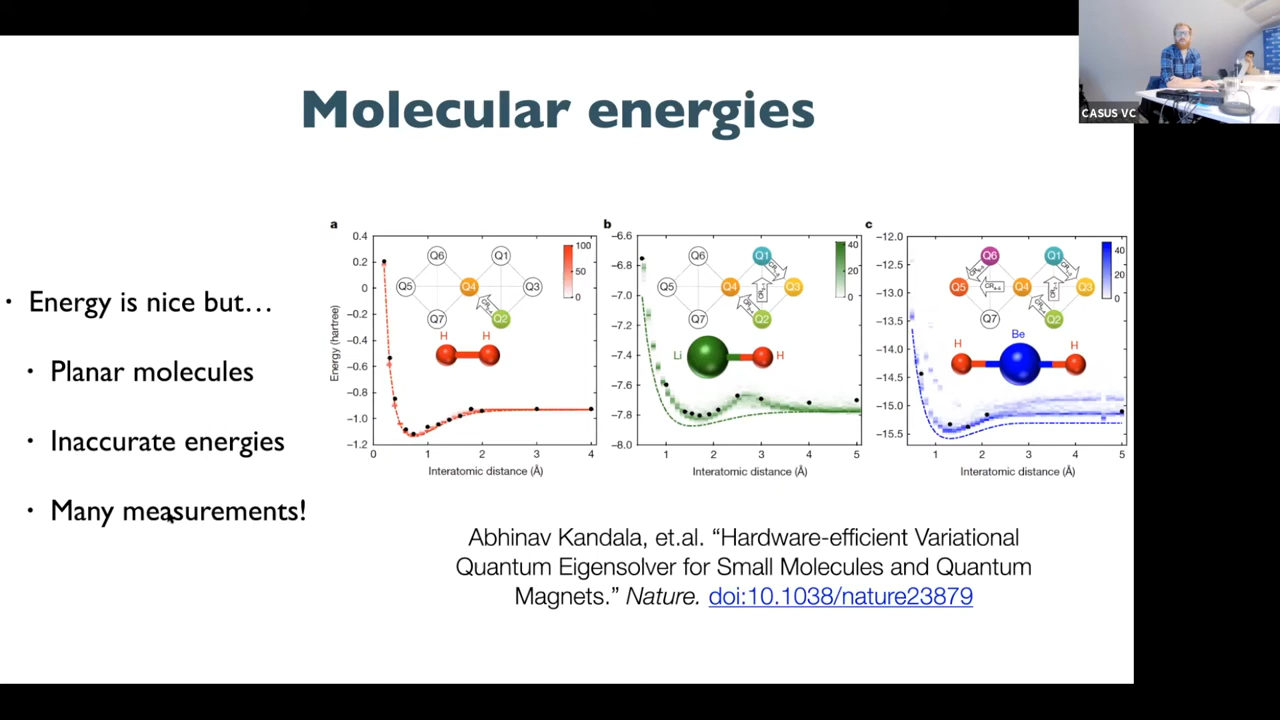 Molecular energies
CASUS VC
• Energy is nice but…
• Planar molecules
• Inaccurate energies
• Many measurements!
a
Energy (hartree)
0.4
0.2
0
−0.2
−0.4
−0.6
−0.8
−1.0
−1.2
0 1 2 3 4
Interatomic distance (Å)
Q6 Q1
Q5 Q4 Q3
Q7 Q2
H H
100
50
0
b
−6.6
−7.0
−7.2
−7.4
−7.6
−7.8
−8.0
1 2 3 4 5
Interatomic distance (Å)
Q6 Q1
Q5 Q4 Q3
Q7 Q2
Li H
40
20
0
c
−12.0
−13.0
−13.5
−14.0
−14.5
−15.0
−15.5
1 2 3 4 5
Interatomic distance (Å)
Q6 Q1
Q5 Q4 Q3
Q7 Q2
H Be H
40
20
0
Abhinav Kandala, et.al. “Hardware-efficient Variational
Quantum Eigensolver for Small Molecules and Quantum
Magnets.” Nature. doi:10.1038/nature23879